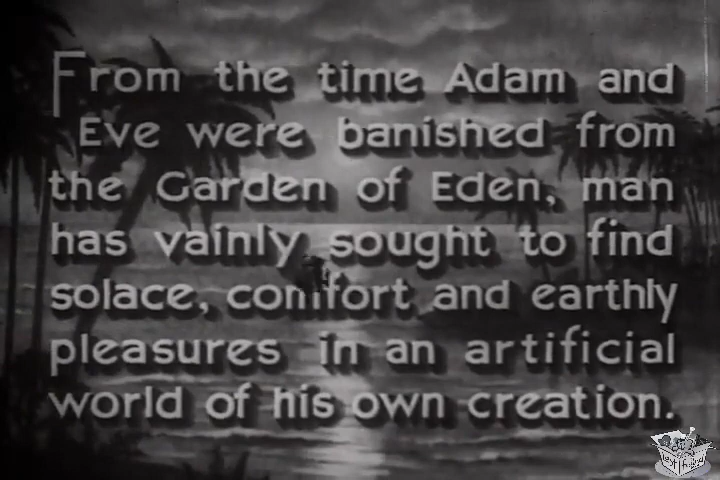 From the time Adam and
Eve were banished from
the Garden of Eden, man
has vainly sought to find
solace, comfort and earthly
pleasures in an artificial
world of his own creation.